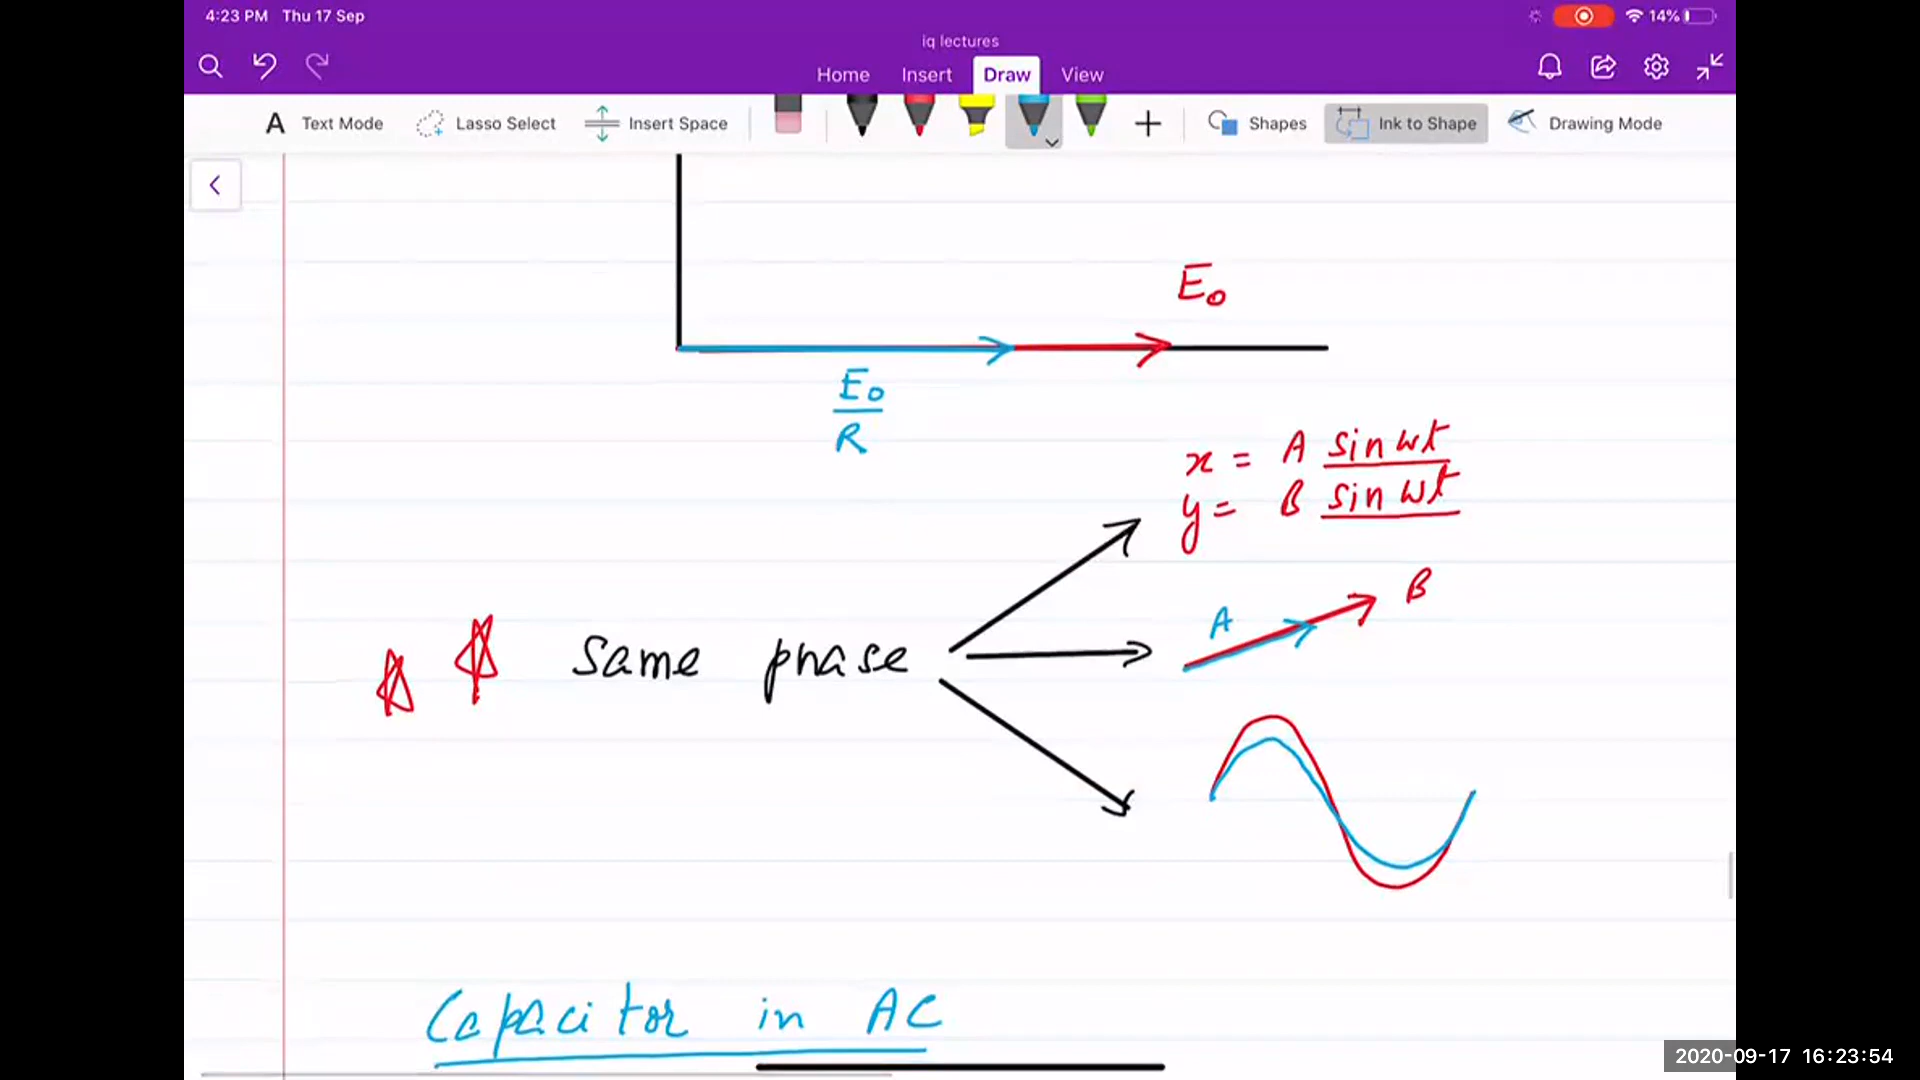 4:23 PM Thu 17 Sep
14%
iq lectures
Home Insert Draw View
A Text Mode Lasso Select Insert Space Shapes Ink to Shape Drawing Mode
E₀
E₀
R
x = A sin ωt
y = B sin ωt
A B
Same phase
Capacitor in AC
2020-09-17 16:23:54